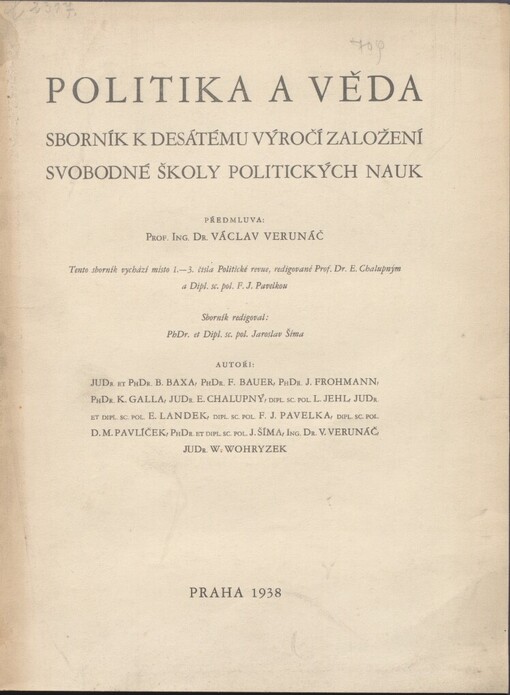 POLITIKA A VĚDA
SBORNÍK K DESÁTÉMU VÝROČÍ ZALOŽENÍ
SVOBODNÉ ŠKOLY POLITICKÝCH NAUK
PŘEDMLUVA:
PROF. ING. DR. VÁCLAV VERUNÁČ
Tento sborník vychází místo 1.—3. čísla Politické revue, redigované Prof. Dr. E. Chalupným
a Dipl. sc. pol. F. J. Pavelkou
Sborník redigoval:
PhDr. et Dipl. sc. pol. Jaroslav Šíma
AUTOŘI:
JUDR. ET PHDR. B. BAXA, PHDR. F. BAUER, PHDR. J. FROHMANN,
PHDR. K. GALLA, JUDR. E. CHALUPNÝ, DIPL. SC. POL. L. JEHL, JUDR.
ET DIPL. SC. POL. E. LANDEK, DIPL. SC. POL. F. J. PAVELKA, DIPL. SC. POL.
D. M. PAVLÍČEK, PHDR. ET DIPL. SC. POL. J. ŠÍMA, ING. DR. V. VERUNÁČ,
JUDR. W. WOHRYZEK
PRAHA 1938